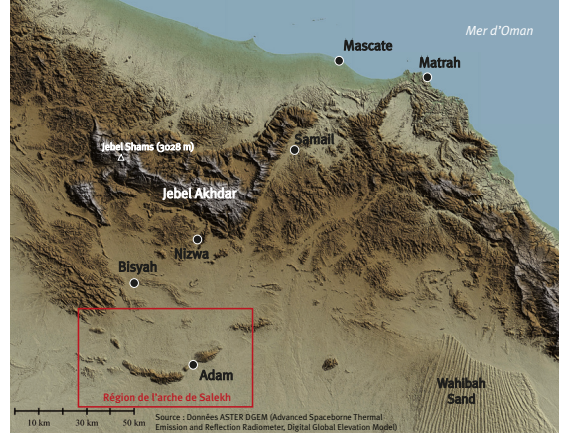 Mer d'Oman
Mascate
Matrah
Samail
Jebel Shams (3028 m)
Jebel Akhdar
Nizwa
Bisyah
Adam
Région de l'arche de Salekh
Wahibah
Sand
10 km 30 km 50 km
Source : Données ASTER DGEM (Advanced Spaceborne Thermal
Emission and Reflection Radiometer, Digital Global Elevation Model)